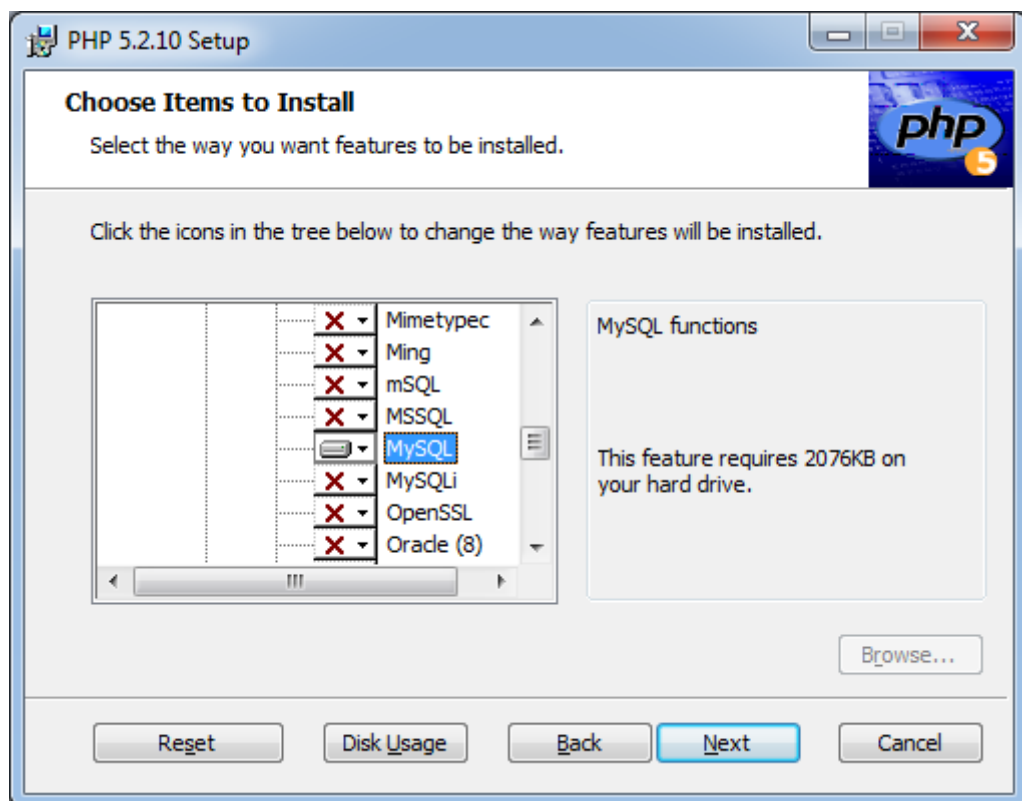 PHP 5.2.10 Setup
Choose Items to Install
Select the way you want features to be installed.
php
5
Click the icons in the tree below to change the way features will be installed.
Mimetypec
Ming
mSQL
MSSQL
MySQL
MySQLi
OpenSSL
Oracle (8)
MySQL functions
This feature requires 2076KB on
your hard drive.
Browse...
Reset
Disk Usage
Back
Next
Cancel